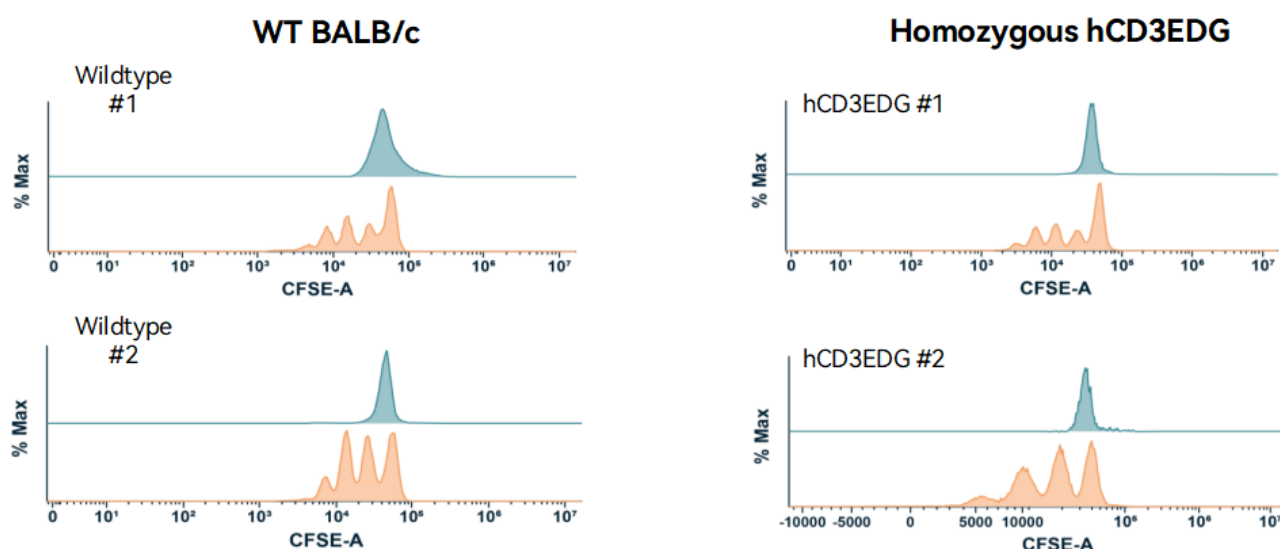 WT BALB/c
Homozygous hCD3EDG
Wildtype
#1
% Max
0 10¹ 10² 10³ 10⁴ 10⁵ 10⁶ 10⁷
CFSE-A
hCD3EDG #1
% Max
0 10¹ 10² 10³ 10⁴ 10⁵ 10⁶ 10⁷
CFSE-A
Wildtype
#2
% Max
0 10¹ 10² 10³ 10⁴ 10⁵ 10⁶ 10⁷
CFSE-A
hCD3EDG #2
% Max
-10000 -5000 0 5000 10000 10⁵ 10⁶ 10⁷
CFSE-A